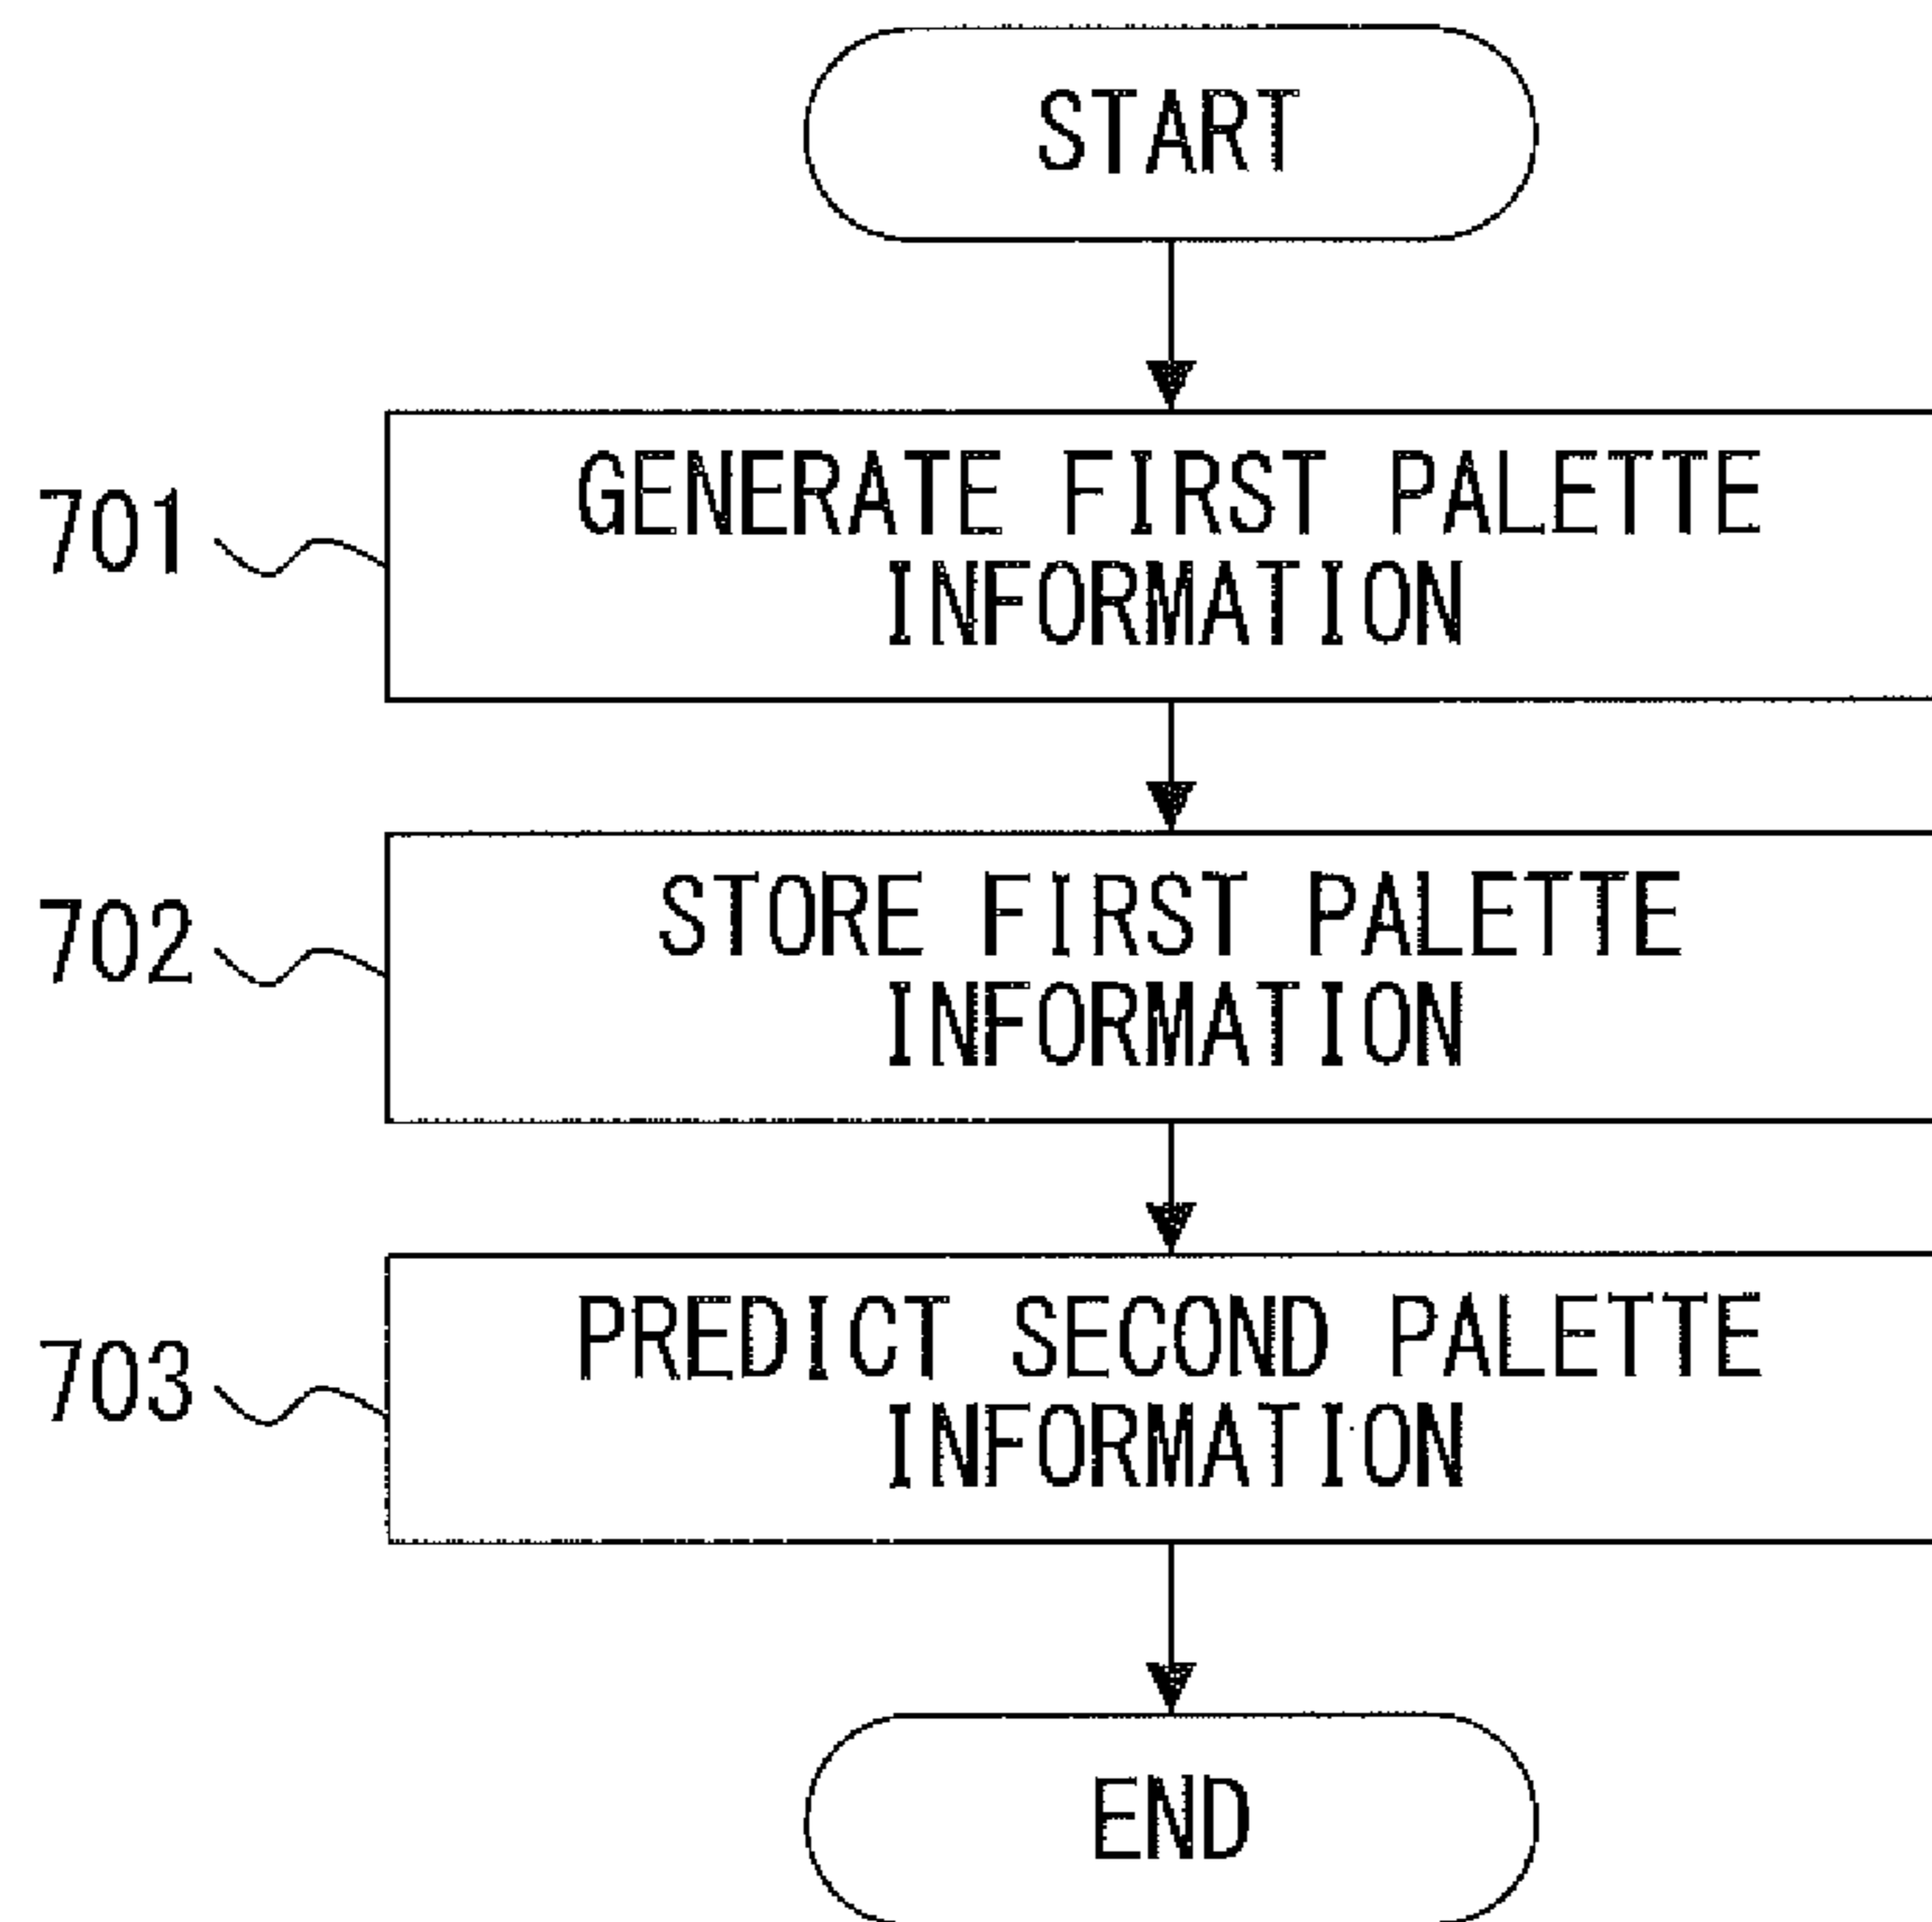 START
701
GENERATE FIRST PALETTE
INFORMATION
702
STORE FIRST PALETTE
INFORMATION
703
PREDICT SECOND PALETTE
INFORMATION
END